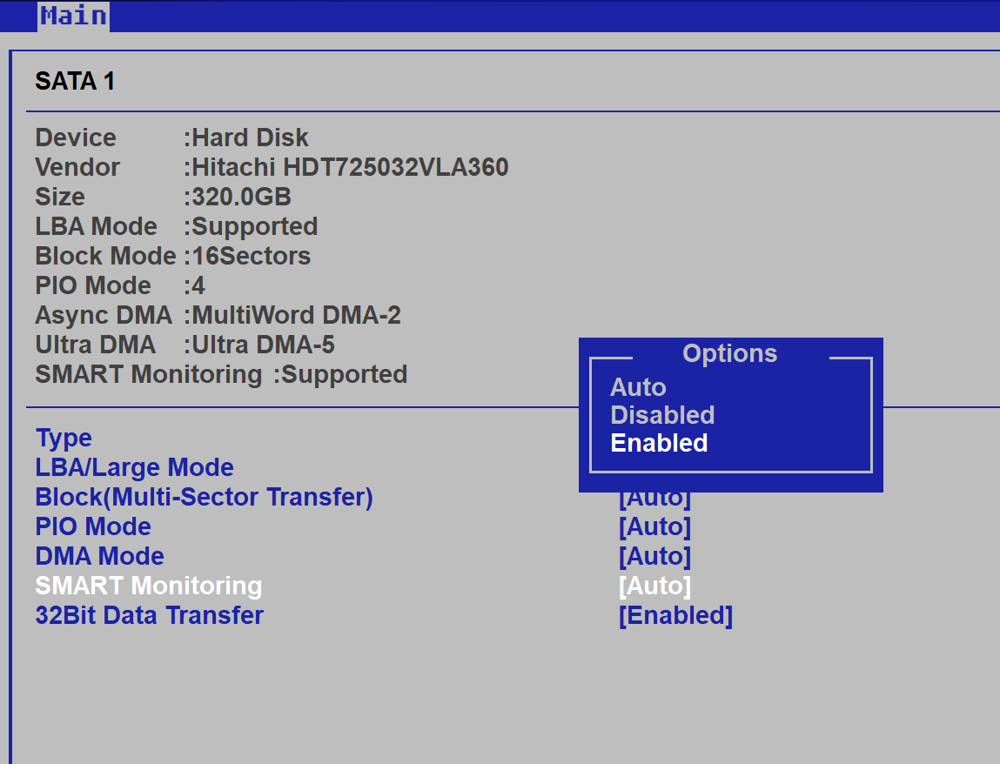 Main
SATA 1
Device :Hard Disk
Vendor :Hitachi HDT725032VLA360
Size :320.0GB
LBA Mode :Supported
Block Mode :16Sectors
PIO Mode :4
Async DMA :MultiWord DMA-2
Ultra DMA :Ultra DMA-5
SMART Monitoring :Supported
Options
Auto
Disabled
Enabled
Type
LBA/Large Mode
Block(Multi-Sector Transfer) [Auto]
PIO Mode [Auto]
DMA Mode [Auto]
SMART Monitoring [Auto]
32Bit Data Transfer [Enabled]